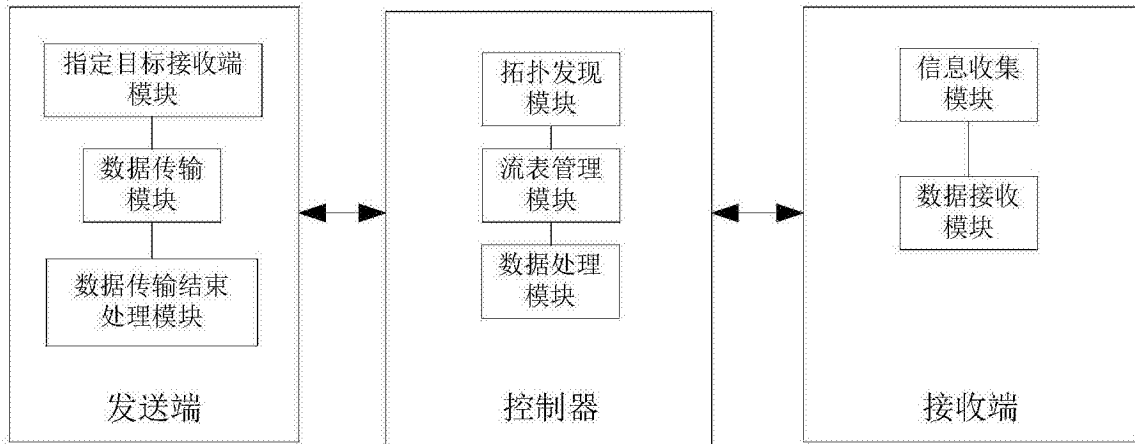 指定目标接收端
模块
数据传输
模块
数据传输结束
处理模块
发送端
拓扑发现
模块
流表管理
模块
数据处理
模块
控制器
信息收集
模块
数据接收
模块
接收端